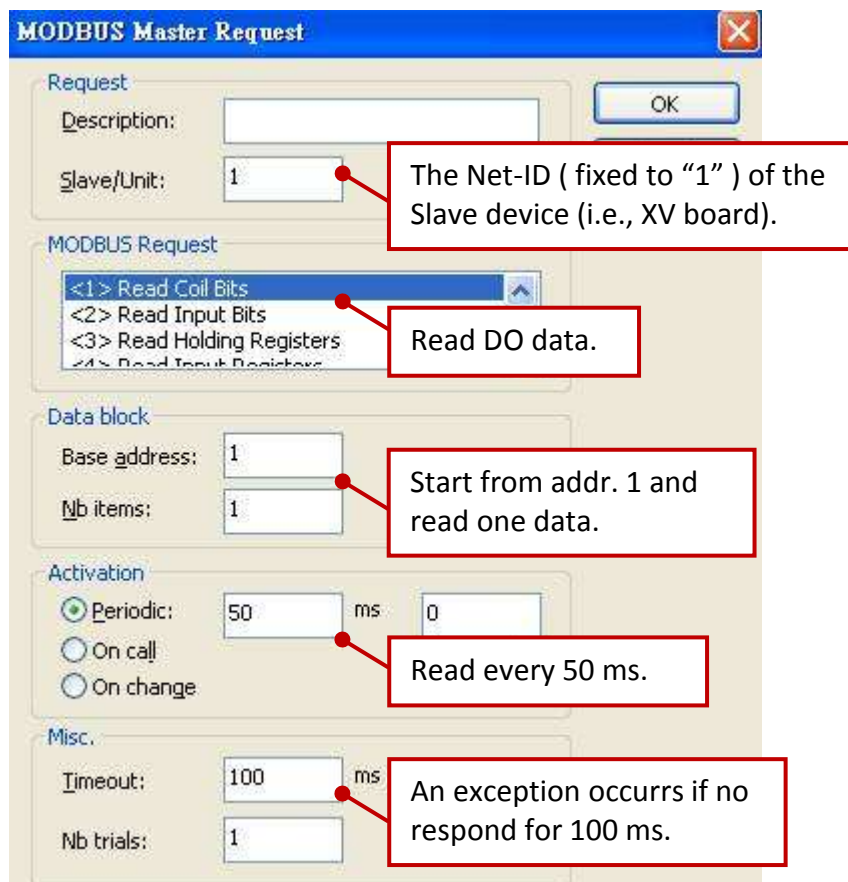 MODBUS Master Request
Request
OK
Description:
Slave/Unit:
1
The Net-ID ( fixed to “1” ) of the
Slave device (i.e., XV board).
MODBUS Request
<1> Read Coil Bits
<2> Read Input Bits
<3> Read Holding Registers
<4> Read Input Registers
Read DO data.
Data block
Base address:
1
Nb items:
1
Start from addr. 1 and
read one data.
Activation
Periodic:
50
ms
0
On call
On change
Read every 50 ms.
Misc.
Timeout:
100
ms
Nb trials:
1
An exception occurrs if no
respond for 100 ms.